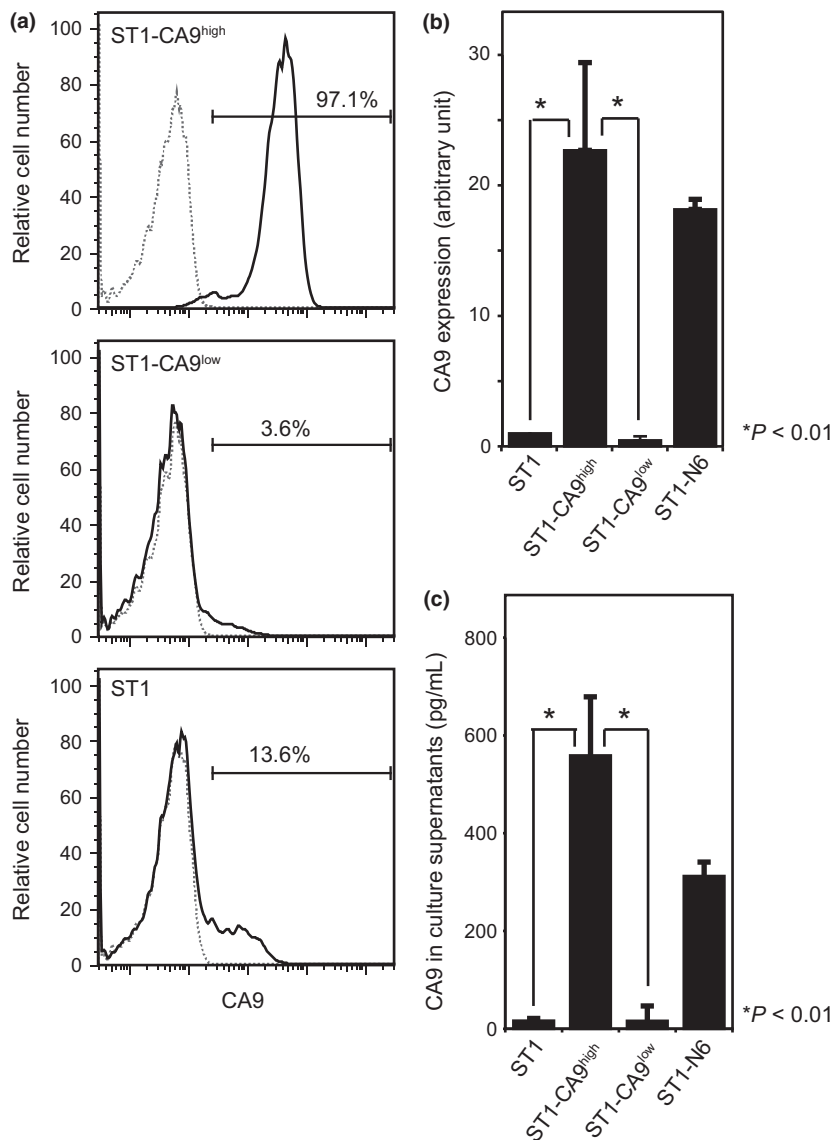 (a)
ST1-CA9high
97.1%
Relative cell number
100
80
60
40
20
0
ST1-CA9low
3.6%
Relative cell number
100
80
60
40
20
0
ST1
13.6%
Relative cell number
100
80
60
40
20
0
CA9
(b)
CA9 expression (arbitrary unit)
30
20
10
0
* *
ST1
ST1-CA9high
ST1-CA9low
ST1-N6
*P < 0.01
(c)
CA9 in culture supernatants (pg/mL)
800
600
400
200
0
* *
ST1
ST1-CA9high
ST1-CA9low
ST1-N6
*P < 0.01